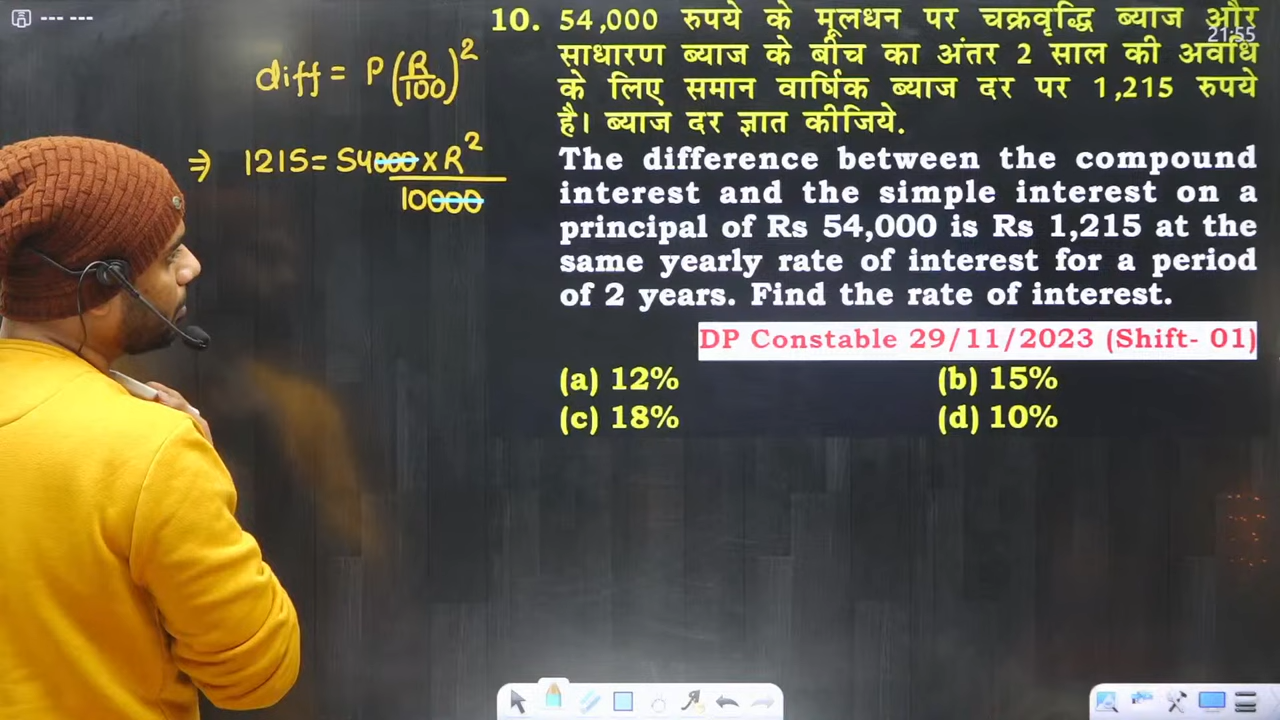 10. 54,000 रुपये के मूलधन पर चक्रवृद्धि ब्याज और
21:55
साधारण ब्याज के बीच का अंतर 2 साल की अवधि
के लिए समान वार्षिक ब्याज दर पर 1,215 रुपये
है। ब्याज दर ज्ञात कीजिये.
The difference between the compound
interest and the simple interest on a
principal of Rs 54,000 is Rs 1,215 at the
same yearly rate of interest for a period
of 2 years. Find the rate of interest.
DP Constable 29/11/2023 (Shift- 01)
(a) 12% (b) 15%
(c) 18% (d) 10%
diff = P(R/100)²
⇒ 1215 = 54000 × R²
10000